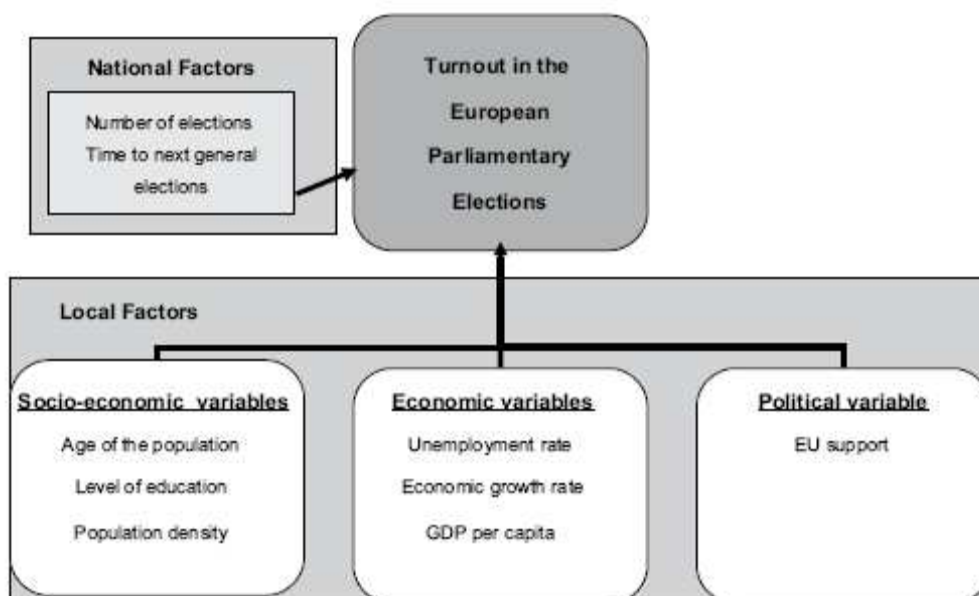 National Factors
Number of elections
Time to next general
elections
Turnout in the
European
Parliamentary
Elections
Local Factors
Socio-economic variables
Age of the population
Level of education
Population density
Economic variables
Unemployment rate
Economic growth rate
GDP per capita
Political variable
EU support